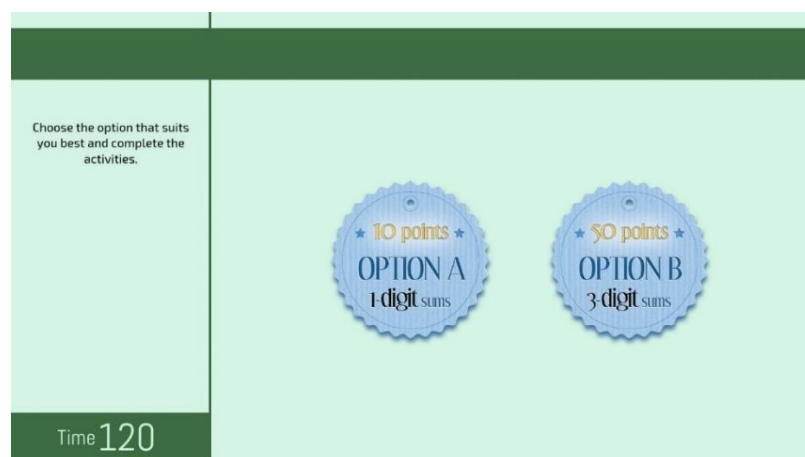 Choose the option that suits
you best and complete the
activities.
10 points
OPTION A
1-digit sums
50 points
OPTION B
3-digit sums
Time 120